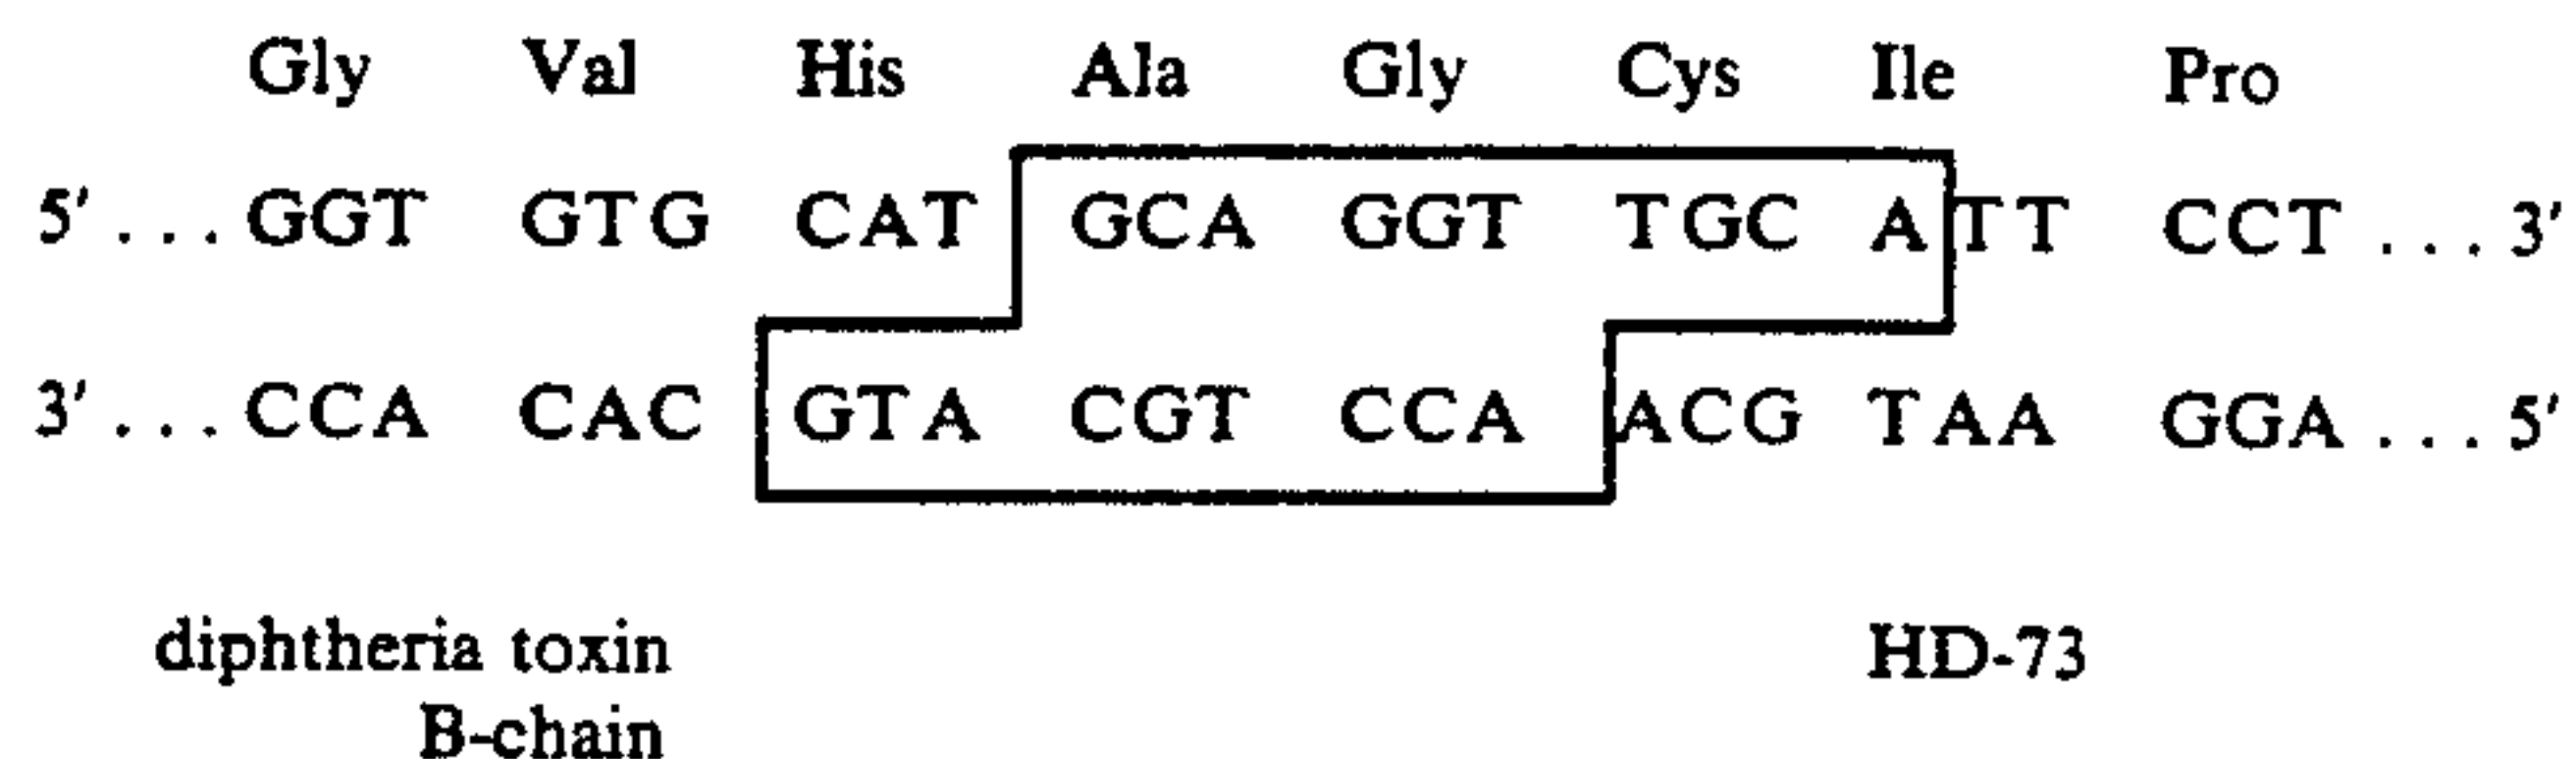 Gly Val His Ala Gly Cys Ile Pro
5′ . . . GGT GTG CAT GCA GGT TGC ATT CCT . . . 3′
3′ . . . CCA CAC GTA CGT CCA ACG TAA GGA . . . 5′
diphtheria toxin HD-73
B-chain